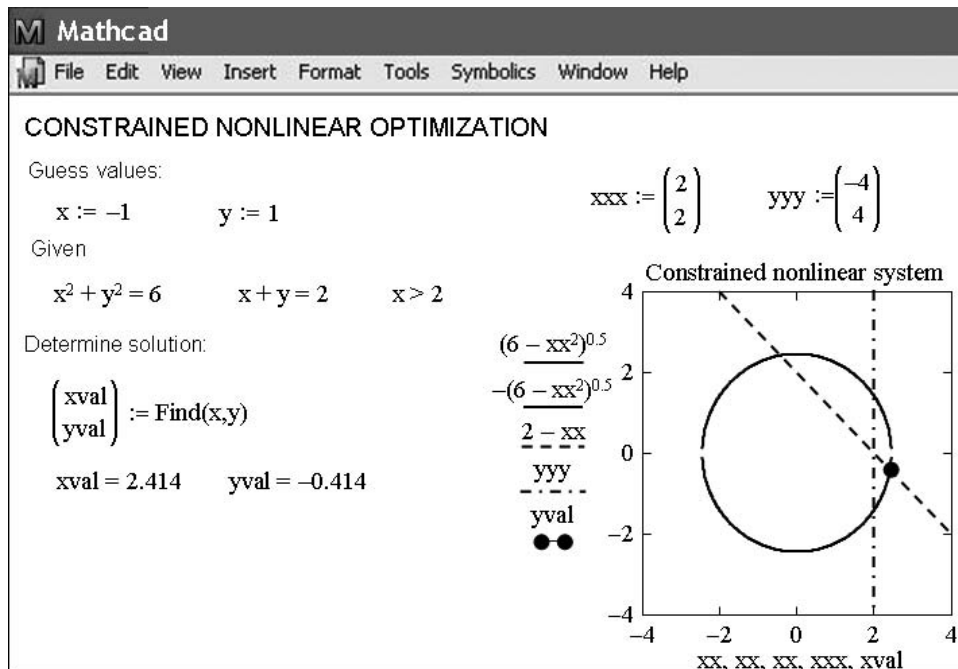 Mathcad
File Edit View Insert Format Tools Symbolics Window Help
CONSTRAINED NONLINEAR OPTIMIZATION
Guess values:
x := −1 y := 1
xxx := (2 2) yyy := (−4 4)
Given
x² + y² = 6 x + y = 2 x > 2
Determine solution:
(xval yval) := Find(x,y)
xval = 2.414 yval = −0.414
Constrained nonlinear system
(6 − xx²)^0.5
−(6 − xx²)^0.5
2 − xx
yyy
yval
4
2
0
−2
−4
−4 −2 0 2 4
xx, xx, xx, xxx, xval